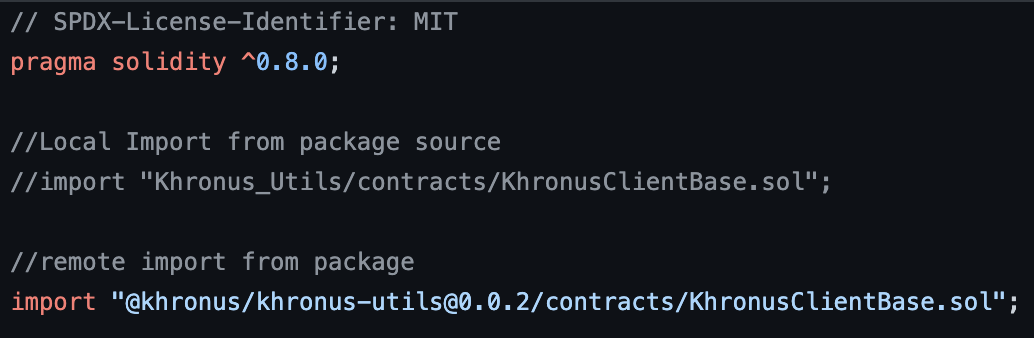 // SPDX-License-Identifier: MIT
pragma solidity ^0.8.0;
//Local Import from package source
//import "Khronus_Utils/contracts/KhronusClientBase.sol";
//remote import from package
import "@khronus/khronus-utils@0.0.2/contracts/KhronusClientBase.sol";